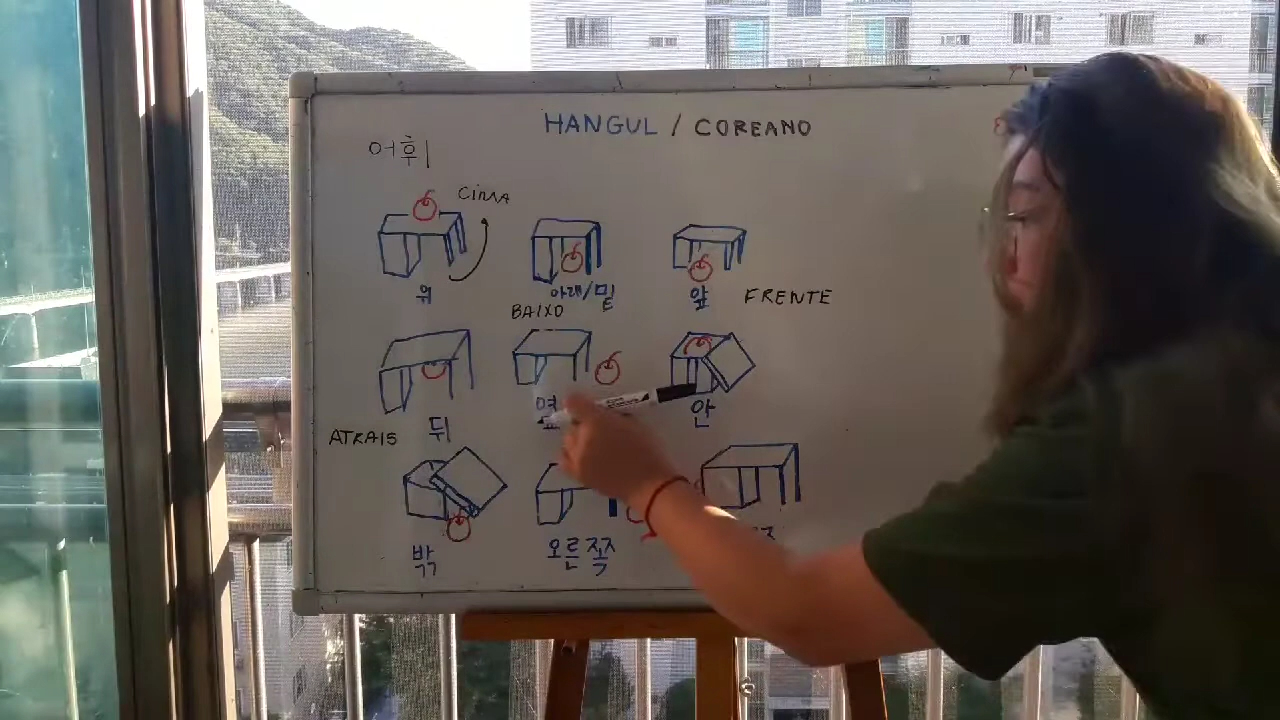 HANGUL / COREANO
어휘
CIMA
위
아래/밑
앞
FRENTE
BAIXO
뒤
안
ATRAIS
밖
오른쪽